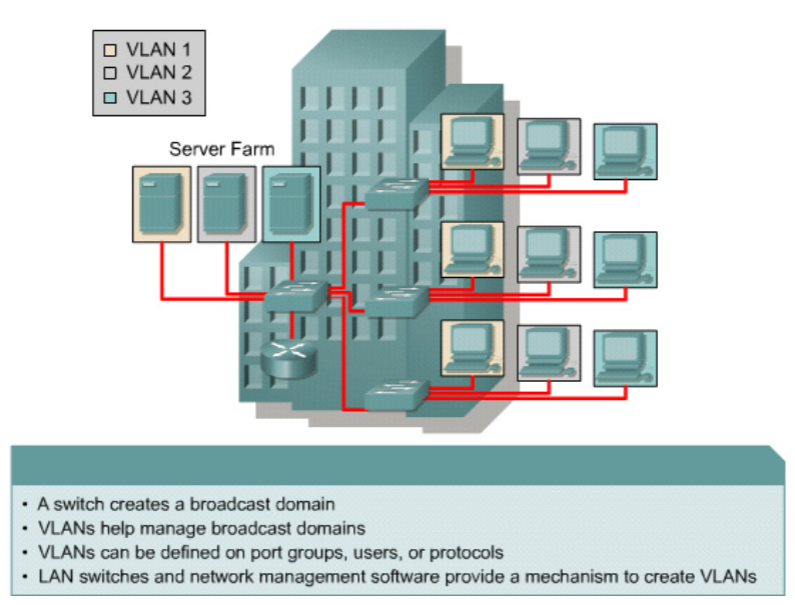 VLAN 1
VLAN 2
VLAN 3
Server Farm
• A switch creates a broadcast domain
• VLANs help manage broadcast domains
• VLANs can be defined on port groups, users, or protocols
• LAN switches and network management software provide a mechanism to create VLANs